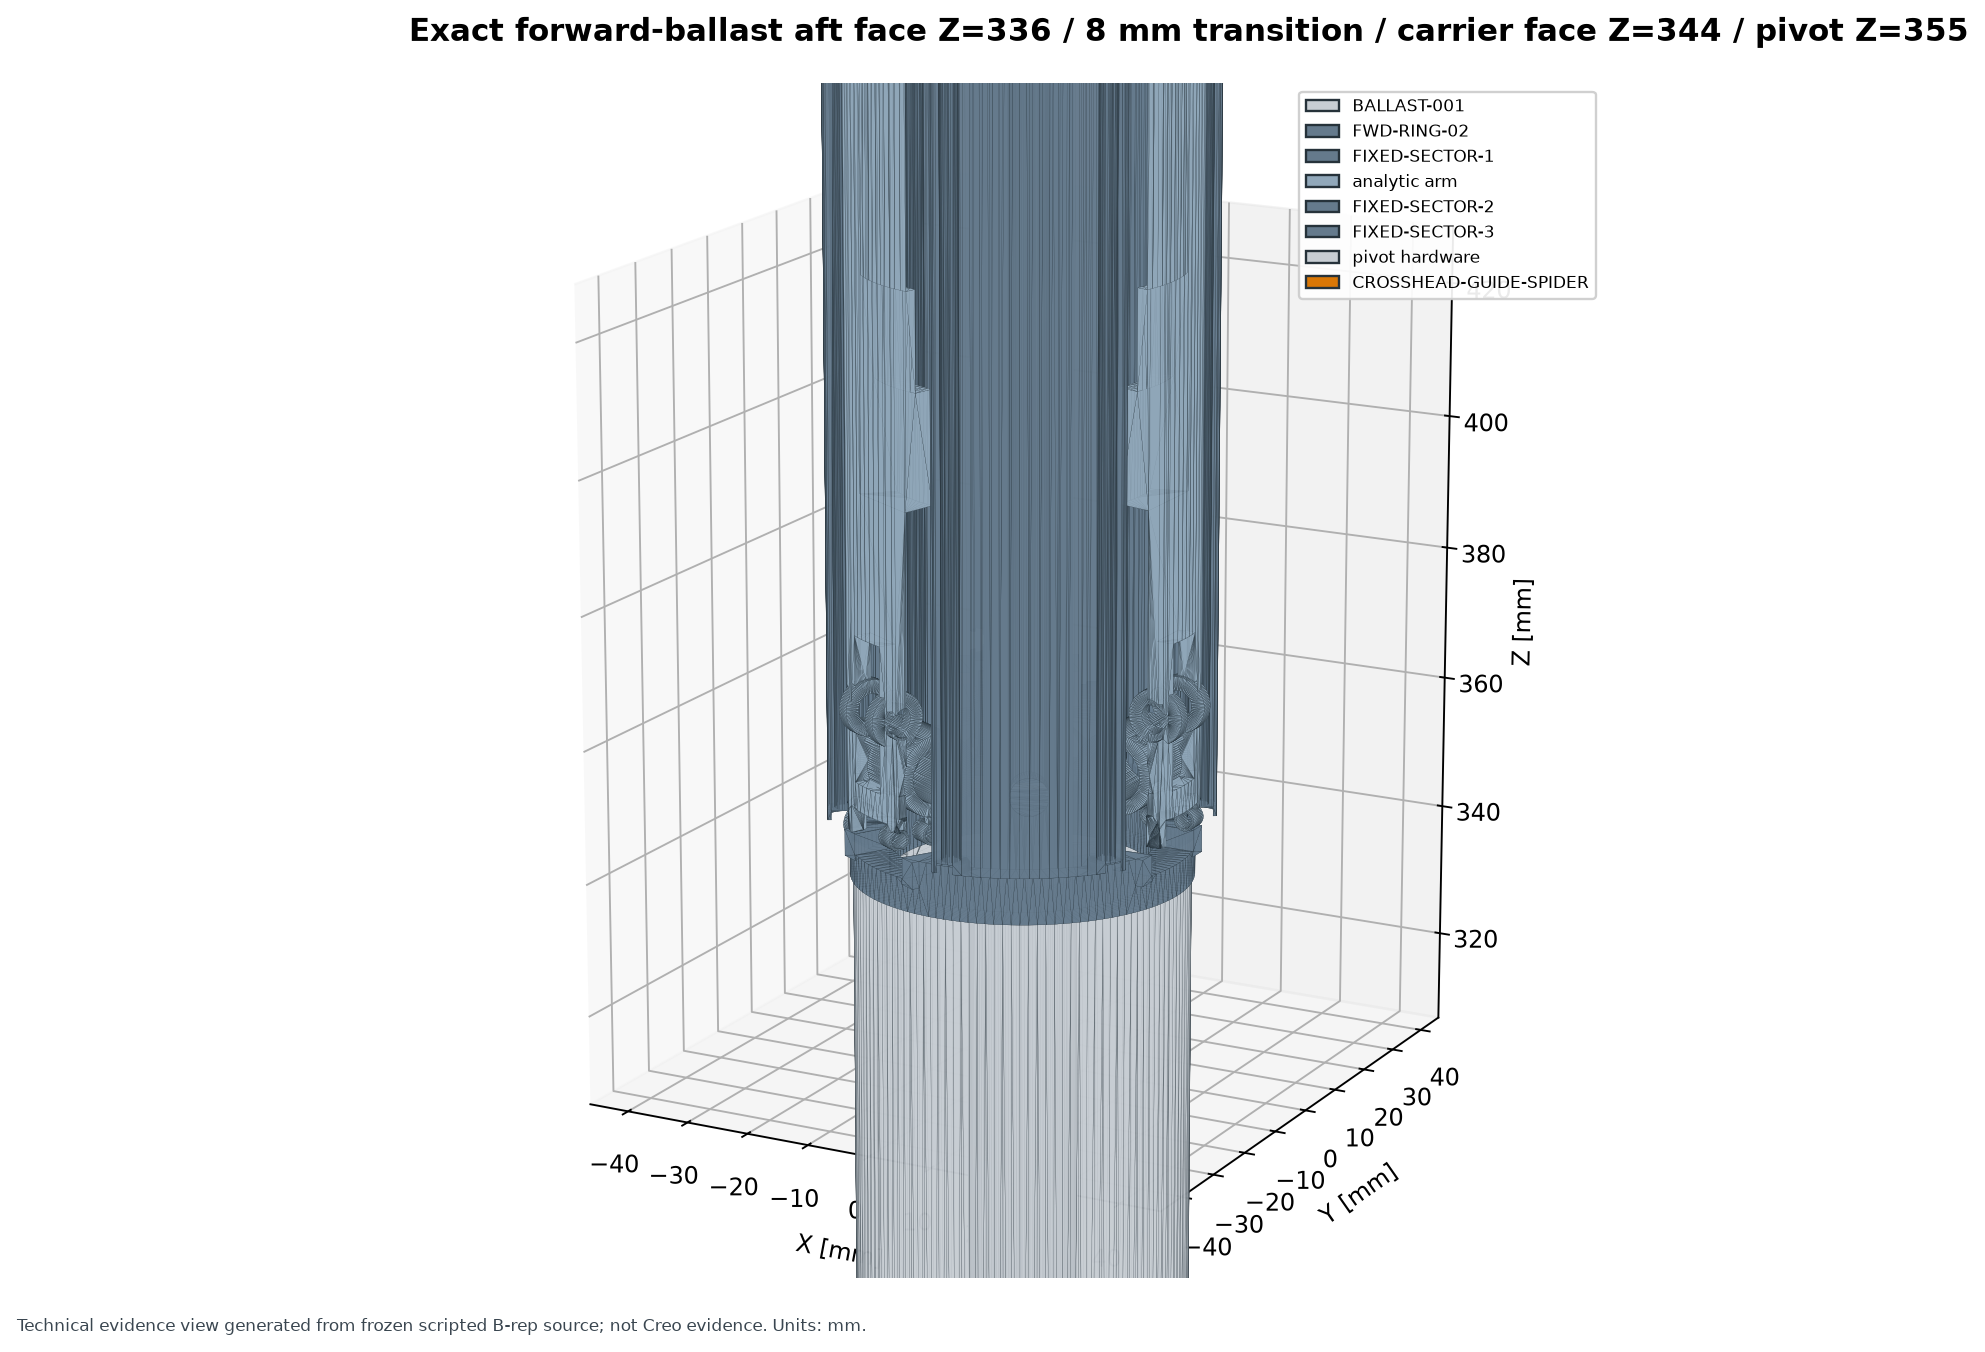 Exact forward-ballast aft face Z=336 / 8 mm transition / carrier face Z=344 / pivot Z=355
BALLAST-001
FWD-RING-02
FIXED-SECTOR-1
analytic arm
FIXED-SECTOR-2
FIXED-SECTOR-3
pivot hardware
CROSSHEAD-GUIDE-SPIDER
420
400
380
360
340
320
Z [mm]
−40
−30
−20
−10
0
X [mm
40
30
20
10
0
−10
−20
−30
−40
Y [mm]
Technical evidence view generated from frozen scripted B-rep source; not Creo evidence. Units: mm.